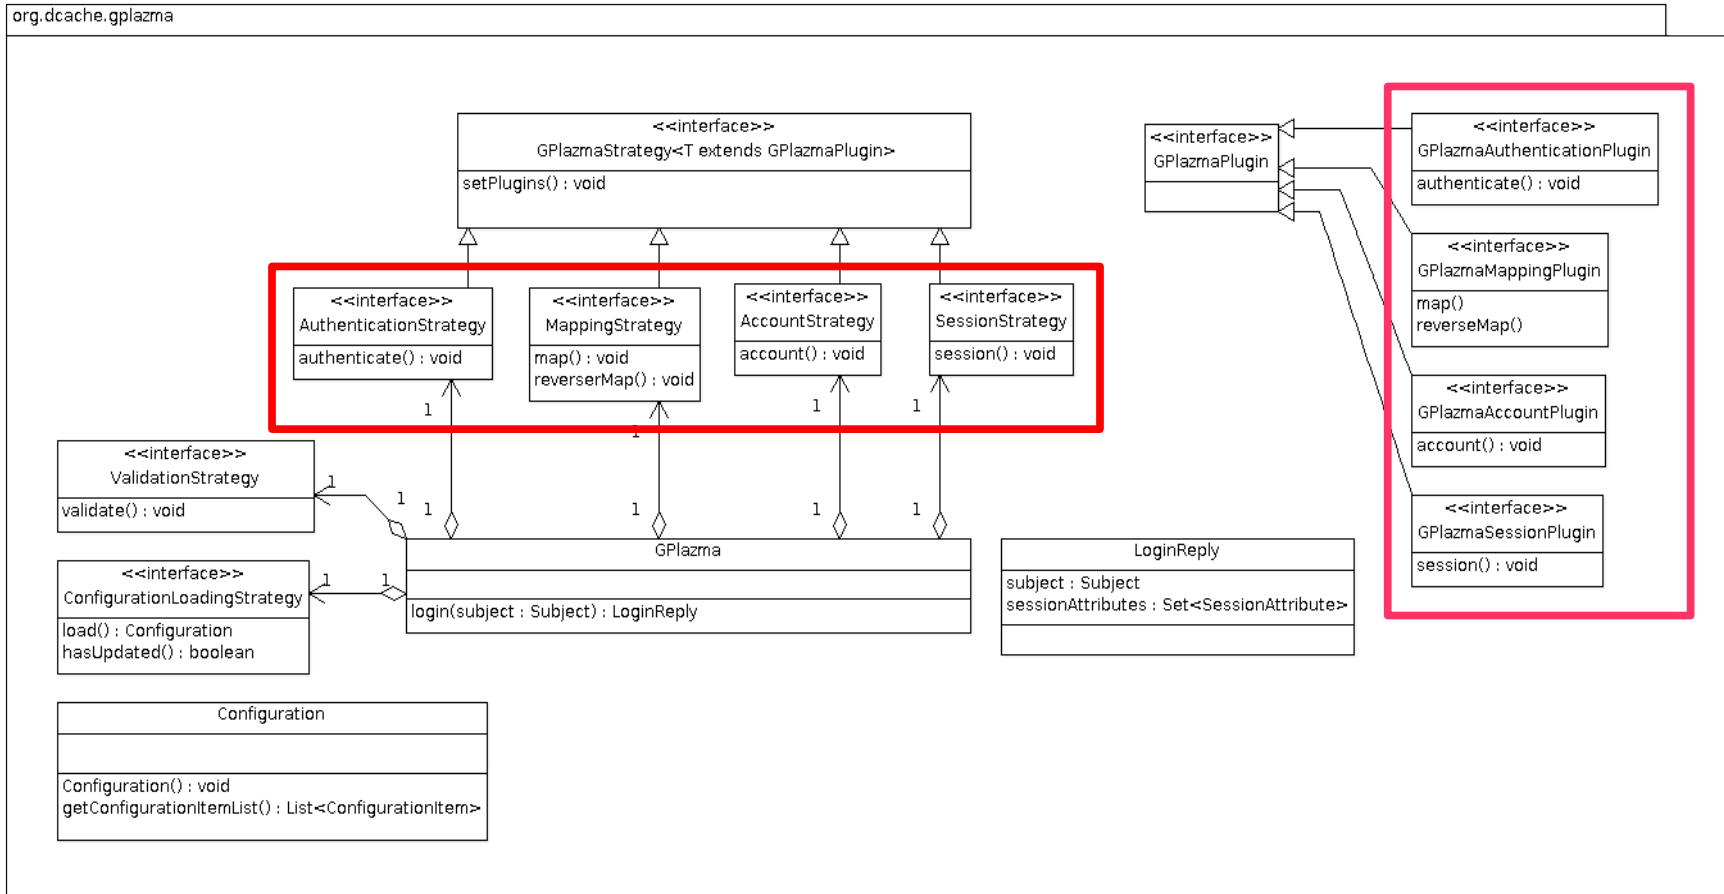 org.dcache.gplazma
<<interface>>
GPlazmaStrategy<T extends GPlazmaPlugin>
setPlugins() : void
<<interface>>
GPlazmaPlugin
<<interface>>
GPlazmaAuthenticationPlugin
authenticate() : void
<<interface>>
GPlazmaMappingPlugin
map()
reverseMap()
<<interface>>
AuthenticationStrategy
authenticate() : void
<<interface>>
MappingStrategy
map() : void
reverserMap() : void
<<interface>>
AccountStrategy
account() : void
<<interface>>
SessionStrategy
session() : void
<<interface>>
GPlazmaAccountPlugin
account() : void
1
1
1
1
<<interface>>
ValidationStrategy
validate() : void
1
1
1
1
1
1
<<interface>>
GPlazmaSessionPlugin
session() : void
<<interface>>
ConfigurationLoadingStrategy
load() : Configuration
hasUpdated() : boolean
1
1
GPlazma
login(subject : Subject) : LoginReply
LoginReply
subject : Subject
sessionAttributes : Set<SessionAttribute>
Configuration
Configuration() : void
getConfigurationItemList() : List<ConfigurationItem>